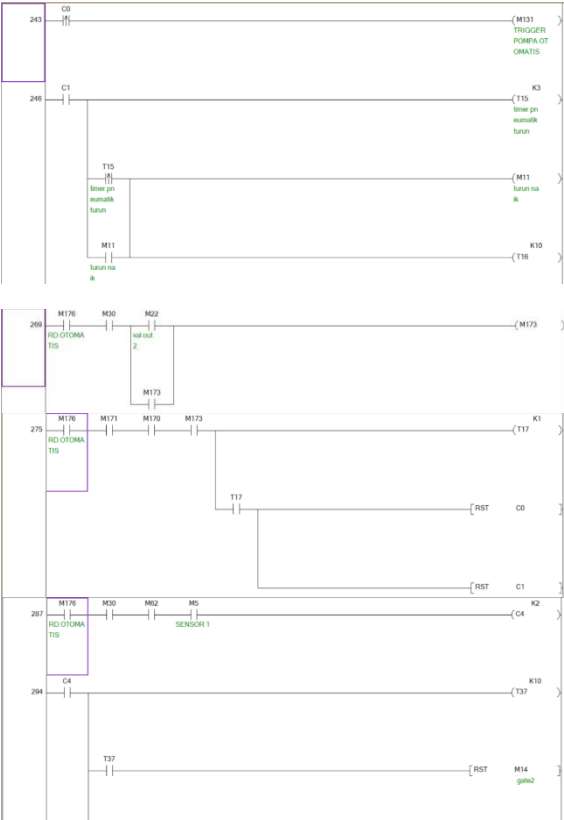 C0
243
M131
TRIGGER
POMPA OT
OMATIS
C1
K3
246
T15
timer pn
eumatik
turun
T15
timer pn
eumatik
turun
M11
turun na
ik
M11
K10
turun na
ik
T16
M176 M30 M22
269
RD.OTOMA
TIS
val out
2
M173
M173
M176 M171 M170 M173 K1
275
RD.OTOMA
TIS
T17
T17
RST C0
RST C1
M176 M30 M62 M5 K2
287
RD.OTOMA
TIS
SENSOR 1
C4
C4 K10
294
T37
T37
RST M14
gate2